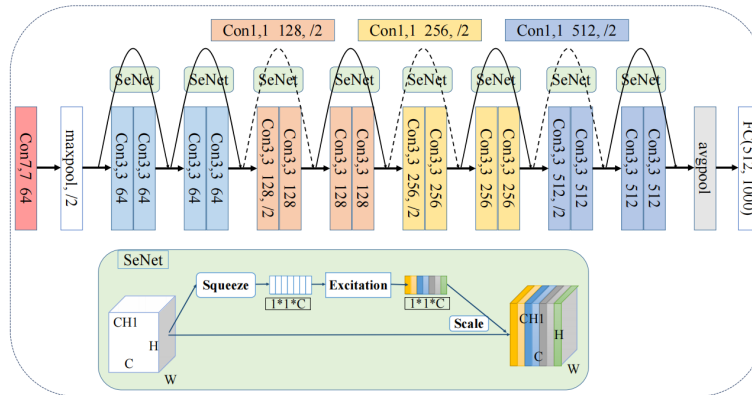 Con1,1 128, /2
Con1,1 256, /2
Con1,1 512, /2
SeNet
SeNet
SeNet
SeNet
SeNet
SeNet
SeNet
SeNet
Con7,7 64
maxpool, /2
Con3,3 64
Con2,3 64
Con3,3 64
Con3,3 64
Con3,3 128, /2
Con3,3 128
Con3,3 128
Con3,3 128
Con3,3 256, /2
Con3,3 256
Con3,3 256
Con3,3 256
Con3,3 512, /2
Con3,3 512
Con3,3 512
Con3,3 512
avgpool
FC(512, 1000)
SeNet
Squeeze
1*1*C
Excitation
1*1*C
Scale
CH1
H
C
W
CH1
H
C
W